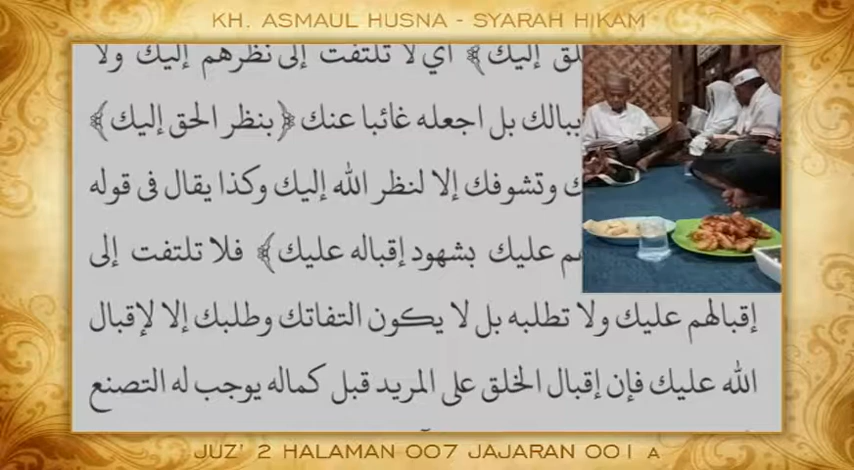 KH. ASMAUL HUSNA - SYARAH HIKAM
لق إليك﴾ أي لا تلتفت إلى نظرهم إليك ولا
ببالك بل اجعله غائبا عنك ﴿بنظر الحق إليك﴾
ك وتشوفك إلا لنظر الله إليك وكذا يقال فى قوله
هم عليك بشهود إقباله عليك﴾ فلا تلتفت إلى
إقبالهم عليك ولا تطلبه بل لا يكون التفاتك وطلبك إلا لإقبال
الله عليك فإن إقبال الخلق على المريد قبل كماله يوجب له التصنع
JUZ' 2 HALAMAN 007 JAJARAN 001 A